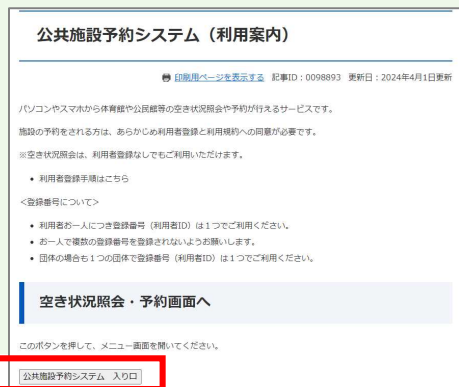 公共施設予約システム（利用案内）
印刷用ページを表示する 記事ID：0098893 更新日：2024年4月1日更新
パソコンやスマホから体育館や公民館等の空き状況照会や予約が行えるサービスです。
施設の予約をされる方は、あらかじめ利用者登録と利用規約への同意が必要です。
※空き状況照会は、利用者登録なしでもご利用いただけます。
• 利用者登録手順はこちら
<登録番号について>
• 利用者お一人につき登録番号（利用者ID）は１つでご利用ください。
• お一人で複数の登録番号を登録されないようお願いします。
• 団体の場合も１つの団体で登録番号（利用者ID）は１つでご利用ください。
空き状況照会・予約画面へ
このボタンを押して、メニュー画面を開いてください。
公共施設予約システム　入り口